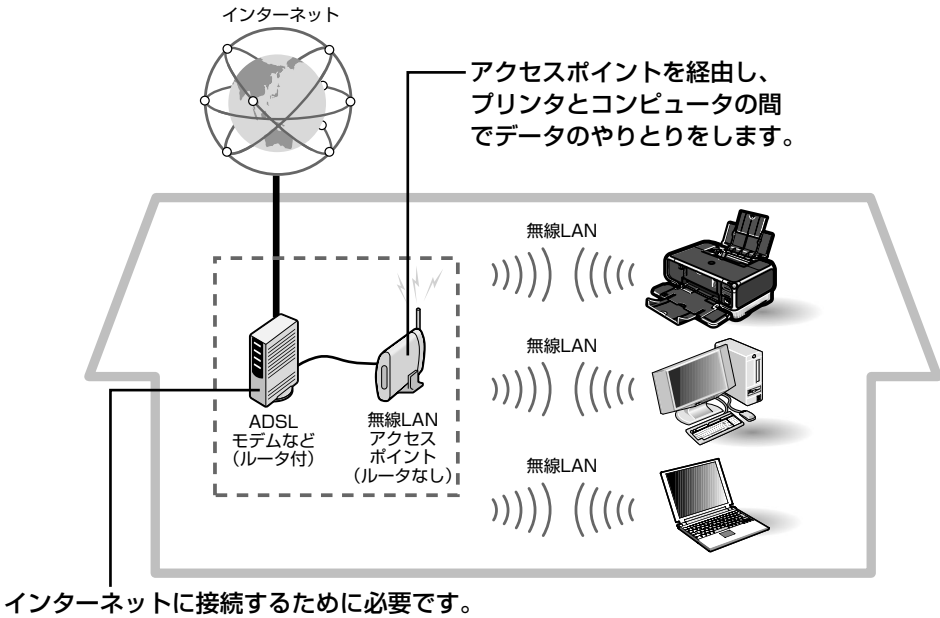 インターネット
アクセスポイントを経由し、
プリンタとコンピュータの間
でデータのやりとりをします。
無線LAN
無線LAN
ADSL
モデムなど
（ルータ付）
無線LAN
アクセス
ポイント
（ルータなし）
無線LAN
インターネットに接続するために必要です。